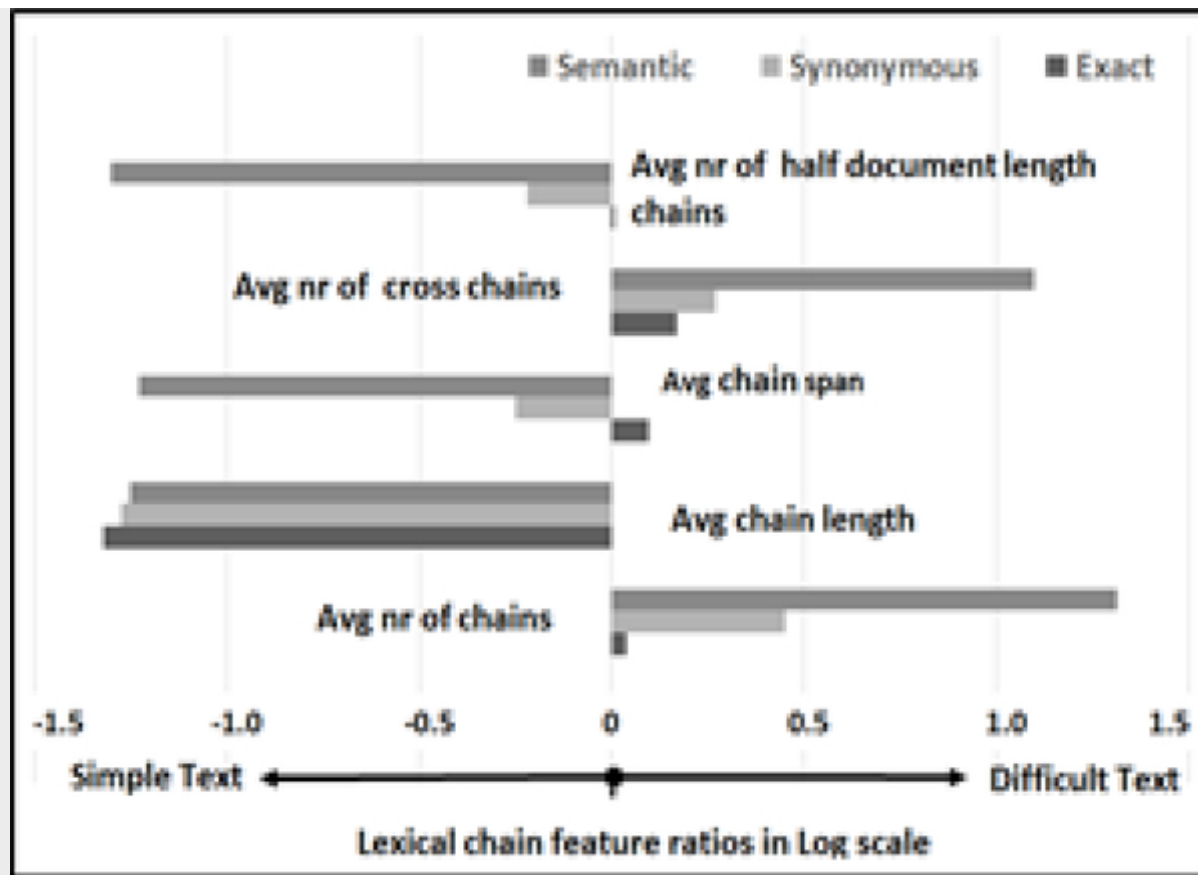 Semantic Synonymous Exact
Avg nr of half document length
chains
Avg nr of cross chains
Avg chain span
Avg chain length
Avg nr of chains
-1.5 -1.0 -0.5 0 0.5 1.0 1.5
Simple Text Difficult Text
Lexical chain feature ratios in Log scale